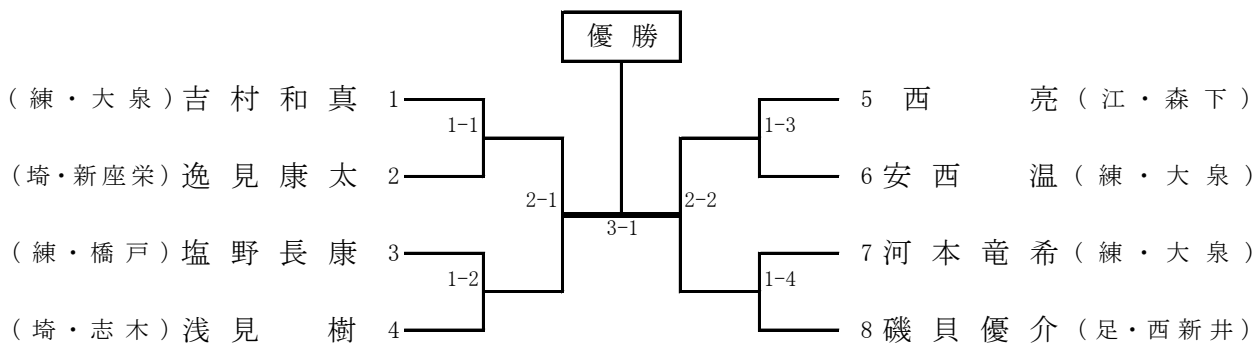 優勝
(練・大泉)吉村和真 1
1-1
(埼・新座栄)逸見康太 2
2-1
(練・橋戸)塩野長康 3
1-2
(埼・志木)浅見樹 4
3-1
5 西亮(江・森下)
1-3
6 安西温(練・大泉)
2-2
7 河本竜希(練・大泉)
1-4
8 磯貝優介(足・西新井)